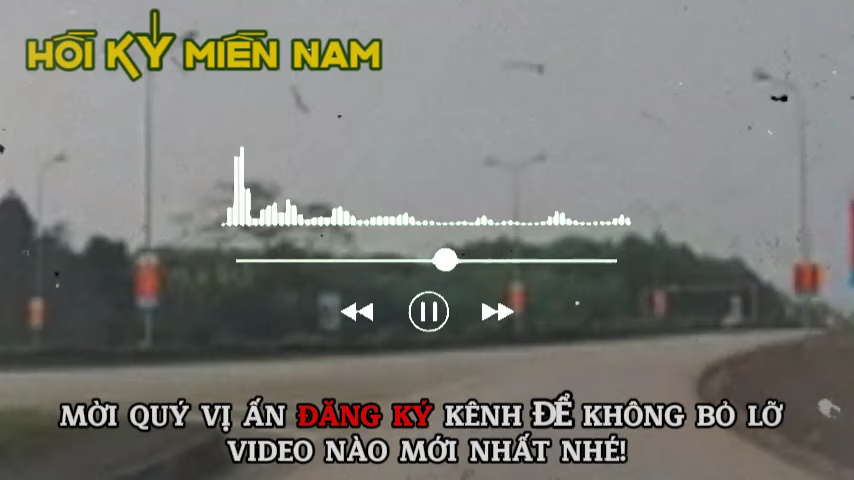 HỒI KÝ MIỀN NAM
MỜI QUÝ VỊ ẤN ĐĂNG KÝ KÊNH ĐỂ KHÔNG BỎ LỠ
VIDEO NÀO MỚI NHẤT NHÉ!